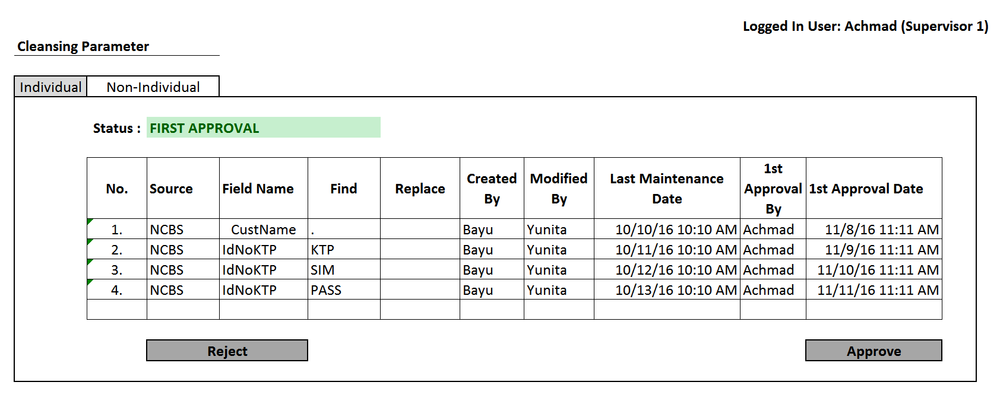 Logged In User: Achmad (Supervisor 1)
Cleansing Parameter
Individual Non-Individual
Status : FIRST APPROVAL
No. Source Field Name Find Replace Created By Modified By Last Maintenance Date 1st Approval By 1st Approval Date
1. NCBS CustName . Bayu Yunita 10/10/16 10:10 AM Achmad 11/8/16 11:11 AM
2. NCBS IdNoKTP KTP Bayu Yunita 10/11/16 10:10 AM Achmad 11/9/16 11:11 AM
3. NCBS IdNoKTP SIM Bayu Yunita 10/12/16 10:10 AM Achmad 11/10/16 11:11 AM
4. NCBS IdNoKTP PASS Bayu Yunita 10/13/16 10:10 AM Achmad 11/11/16 11:11 AM
Reject Approve